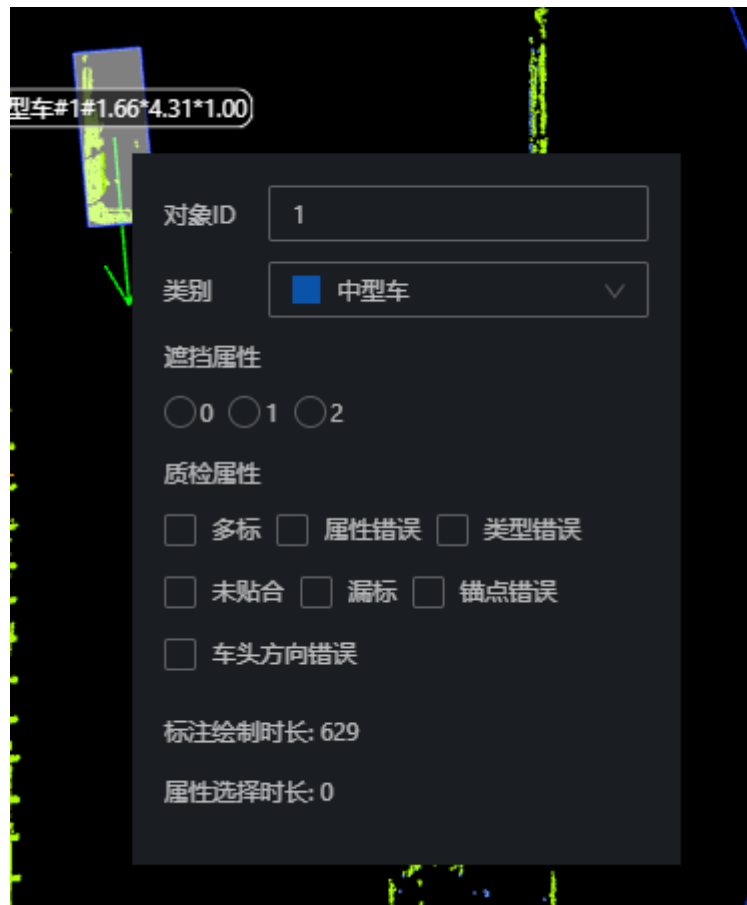 型车#1#1.66*4.31*1.00)
对象ID 1
类别 中型车
遮挡属性
0 1 2
质检属性
多标 属性错误 类型错误
未贴合 漏标 锚点错误
车头方向错误
标注绘制时长: 629
属性选择时长: 0